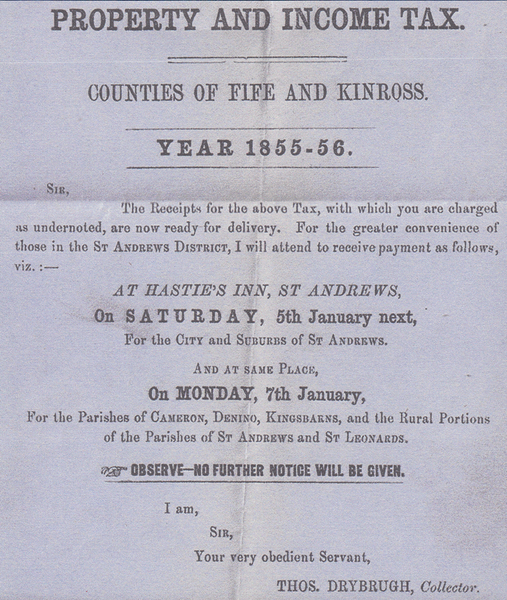 PROPERTY AND INCOME TAX.
COUNTIES OF FIFE AND KINROSS.
YEAR 1855-56.
SIR,
The Receipts for the above Tax, with which you are charged
as undernoted, are now ready for delivery. For the greater convenience of
those in the ST ANDREWS DISTRICT, I will attend to receive payment as follows,
viz. :—
AT HASTIE'S INN, ST ANDREWS,
On SATURDAY, 5th January next,
For the CITY and SUBURBS of ST ANDREWS.
AND AT SAME PLACE,
On MONDAY, 7th January,
For the Parishes of CAMERON, DENINO, KINGSBARNS, and the Rural Portions
of the Parishes of ST ANDREWS and ST LEONARDS.
☞ OBSERVE—NO FURTHER NOTICE WILL BE GIVEN.
I am,
SIR,
Your very obedient Servant,
THOS. DRYBRUGH, Collector.